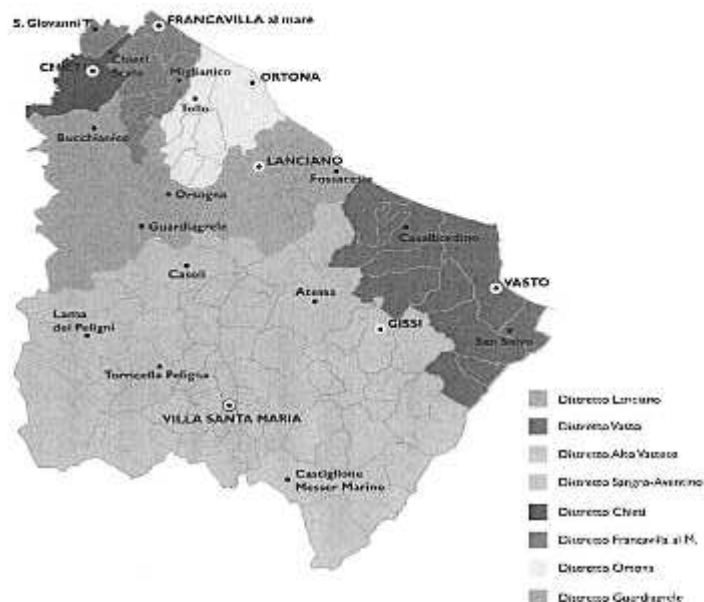 FRANCAVILLA al mare
S. Giovanni T.
Chieti
Scalo
CHIETI
Miglianico
ORTONA
Tollo
Bucchianico
LANCIANO
Fossacesia
Orsogna
Guardiagrele
Casalbordino
Casoli
Atessa
VASTO
GISSI
Lama
dei Peligni
San Salvo
Torricella Peligna
VILLA SANTA MARIA
Castiglione
Messer Marino
Distretto Lanciano
Distretto Vasto
Distretto Alto Vastese
Distretto Sangro-Aventino
Distretto Chieti
Distretto Francavilla al M.
Distretto Ortona
Distretto Guardiagrele